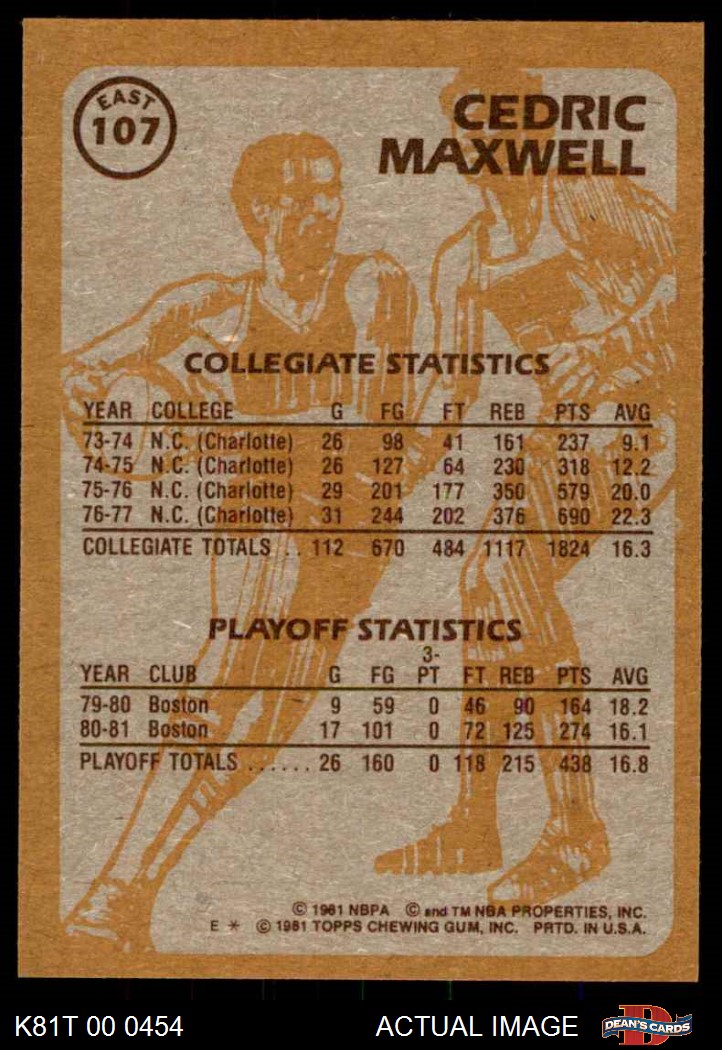 EAST
107
CEDRIC
MAXWELL
COLLEGIATE STATISTICS
YEAR COLLEGE G FG FT REB PTS AVG
73-74 N.C. (Charlotte) 26 98 41 161 237 9.1
74-75 N.C. (Charlotte) 26 127 64 230 318 12.2
75-76 N.C. (Charlotte) 29 201 177 350 579 20.0
76-77 N.C. (Charlotte) 31 244 202 376 690 22.3
COLLEGIATE TOTALS .. 112 670 484 1117 1824 16.3
PLAYOFF STATISTICS
YEAR CLUB G FG 3-PT FT REB PTS AVG
79-80 Boston 9 59 0 46 90 164 18.2
80-81 Boston 17 101 0 72 125 274 16.1
PLAYOFF TOTALS ...... 26 160 0 118 215 438 16.8
© 1981 NBPA © and TM NBA PROPERTIES, INC.
E * © 1981 TOPPS CHEWING GUM, INC. PRTD. IN U.S.A.
K81T 00 0454 ACTUAL IMAGE
D
DEAN'S CARDS